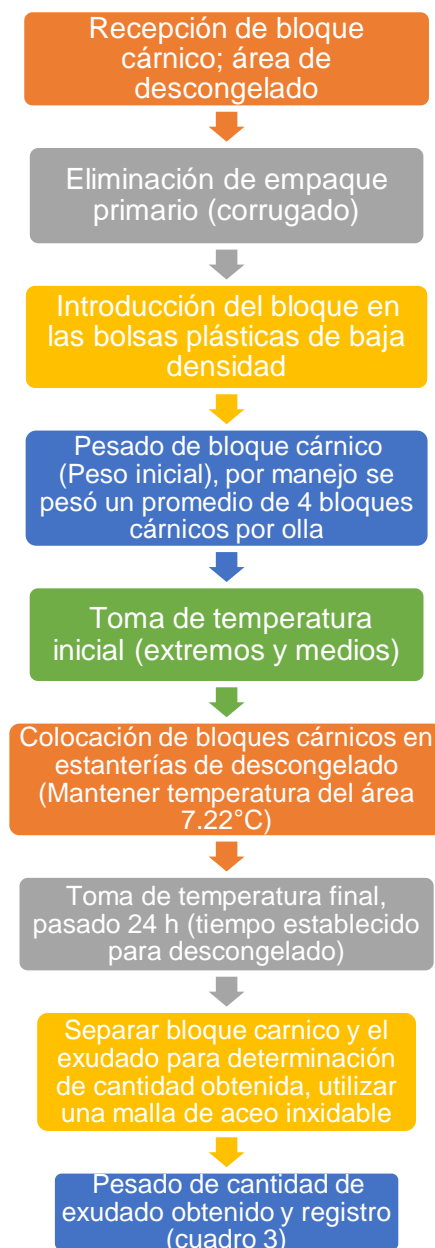 Recepción de bloque
cárnico; área de
descongelado
Eliminación de empaque
primario (corrugado)
Introducción del bloque en
las bolsas plásticas de baja
densidad
Pesado de bloque cárnico
(Peso inicial), por manejo se
pesó un promedio de 4 bloques
cárnicos por olla
Toma de temperatura
inicial (extremos y medios)
Colocación de bloques cárnicos en
estanterías de descongelado
(Mantener temperatura del área
7.22°C)
Toma de temperatura final,
pasado 24 h (tiempo establecido
para descongelado)
Separar bloque carnico y el
exudado para determinación
de cantidad obtenida, utilizar
una malla de aceo inxidable
Pesado de cantidad de
exudado obtenido y registro
(cuadro 3)